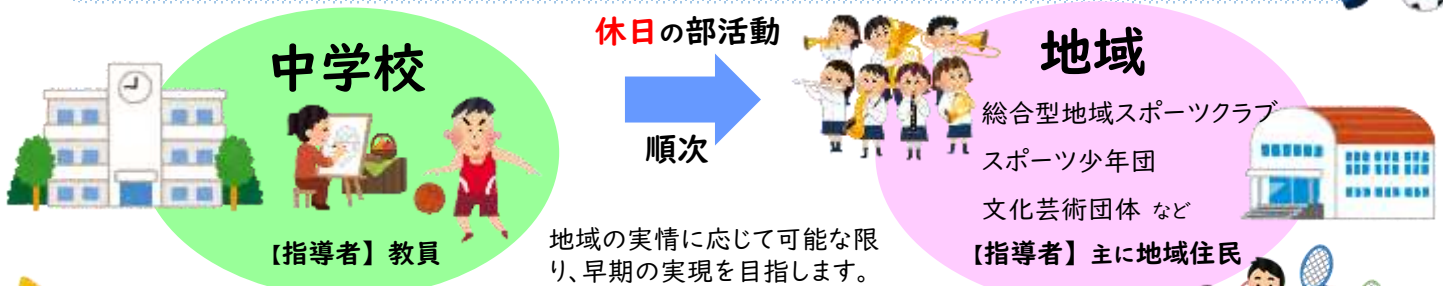 中学校
【指導者】教員
休日の部活動
順次
地域の実情に応じて可能な限
り、早期の実現を目指します。
地域
総合型地域スポーツクラブ
スポーツ少年団
文化芸術団体 など
【指導者】主に地域住民